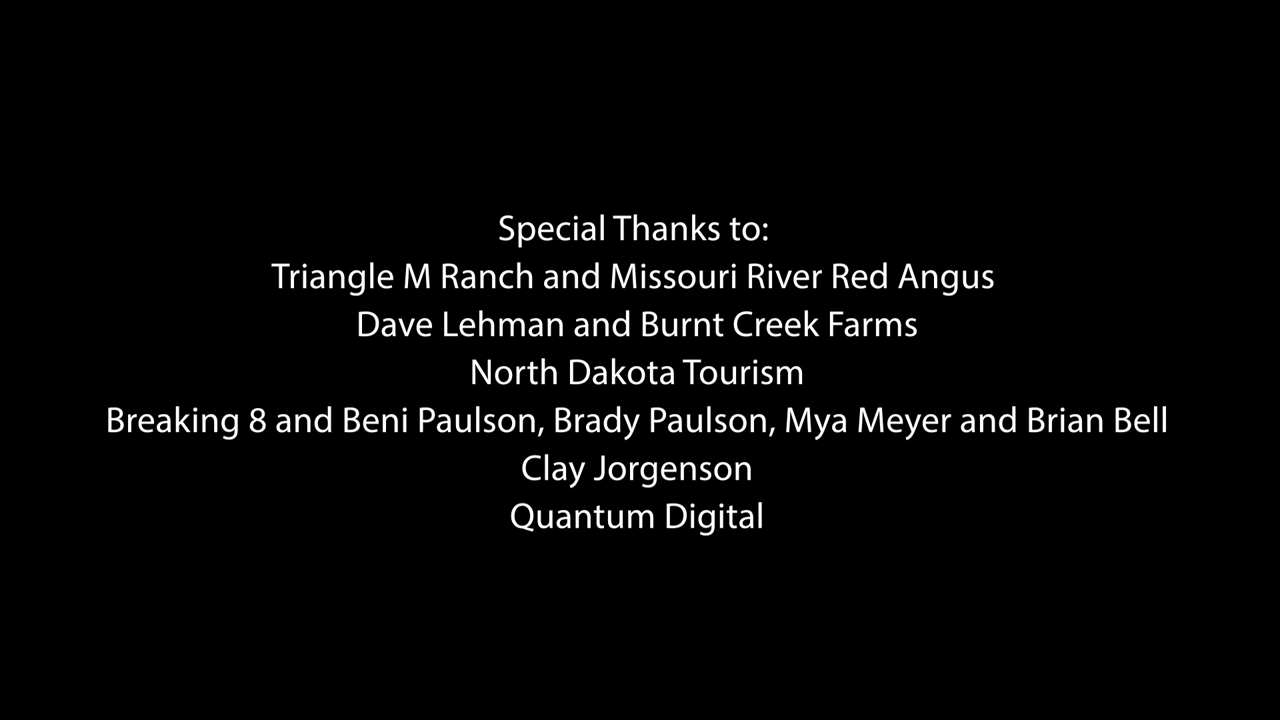 Special Thanks to:
Triangle M Ranch and Missouri River Red Angus
Dave Lehman and Burnt Creek Farms
North Dakota Tourism
Breaking 8 and Beni Paulson, Brady Paulson, Mya Meyer and Brian Bell
Clay Jorgenson
Quantum Digital